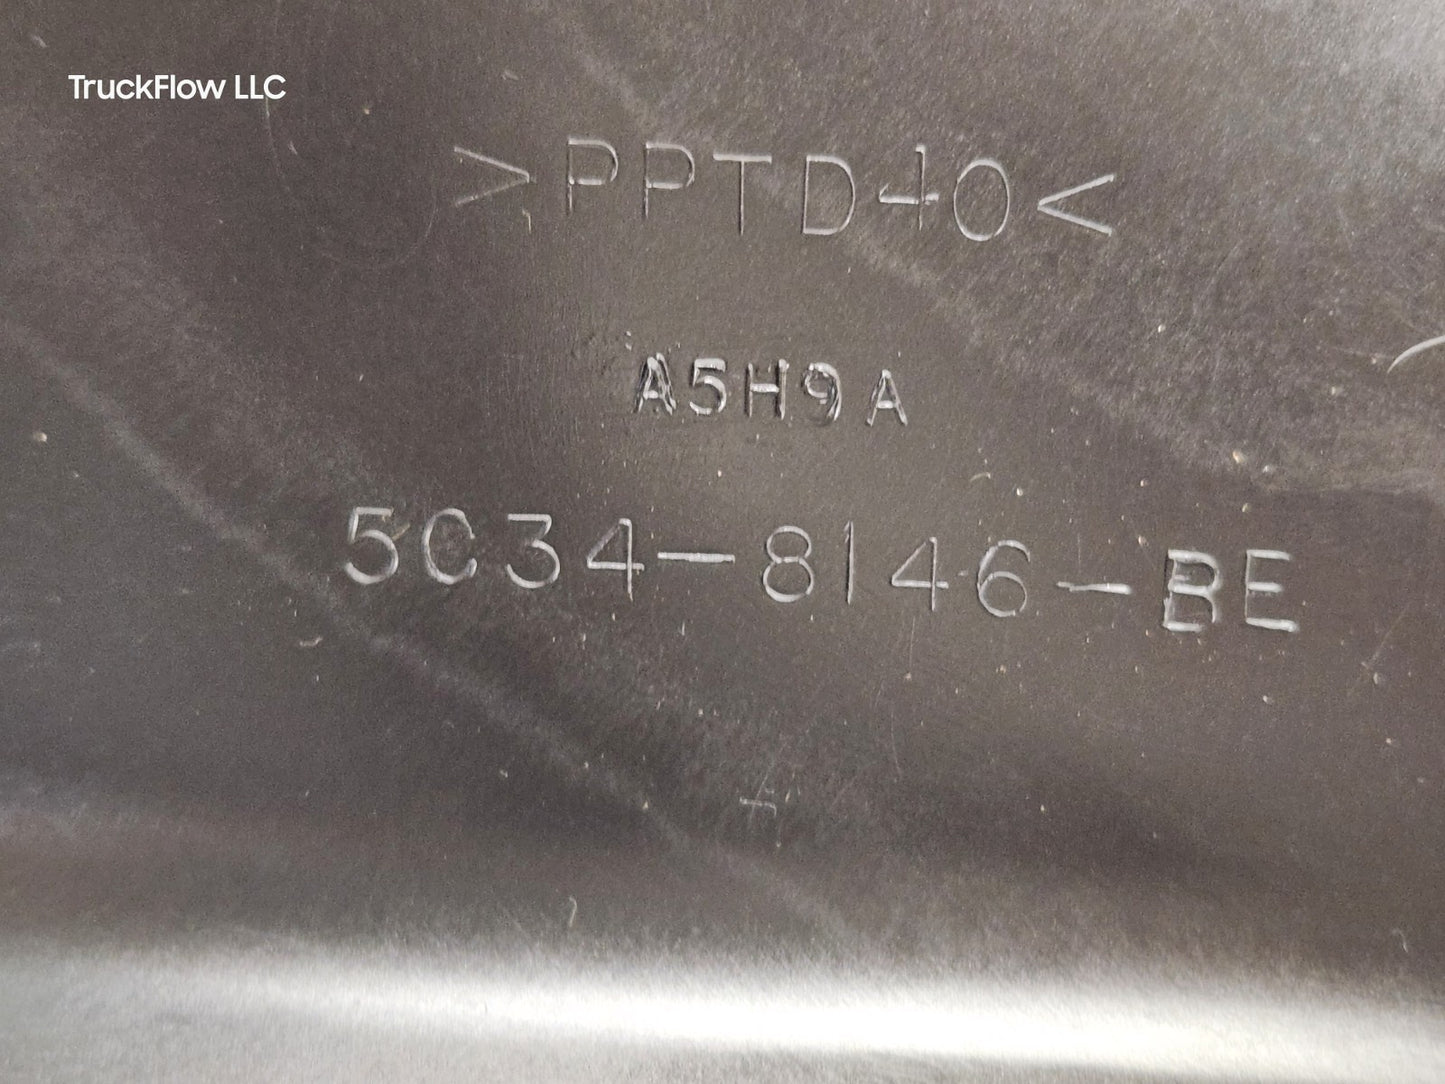 TruckFlow LLC
>PPTD40<
A5H9A
5C34-8146-BE